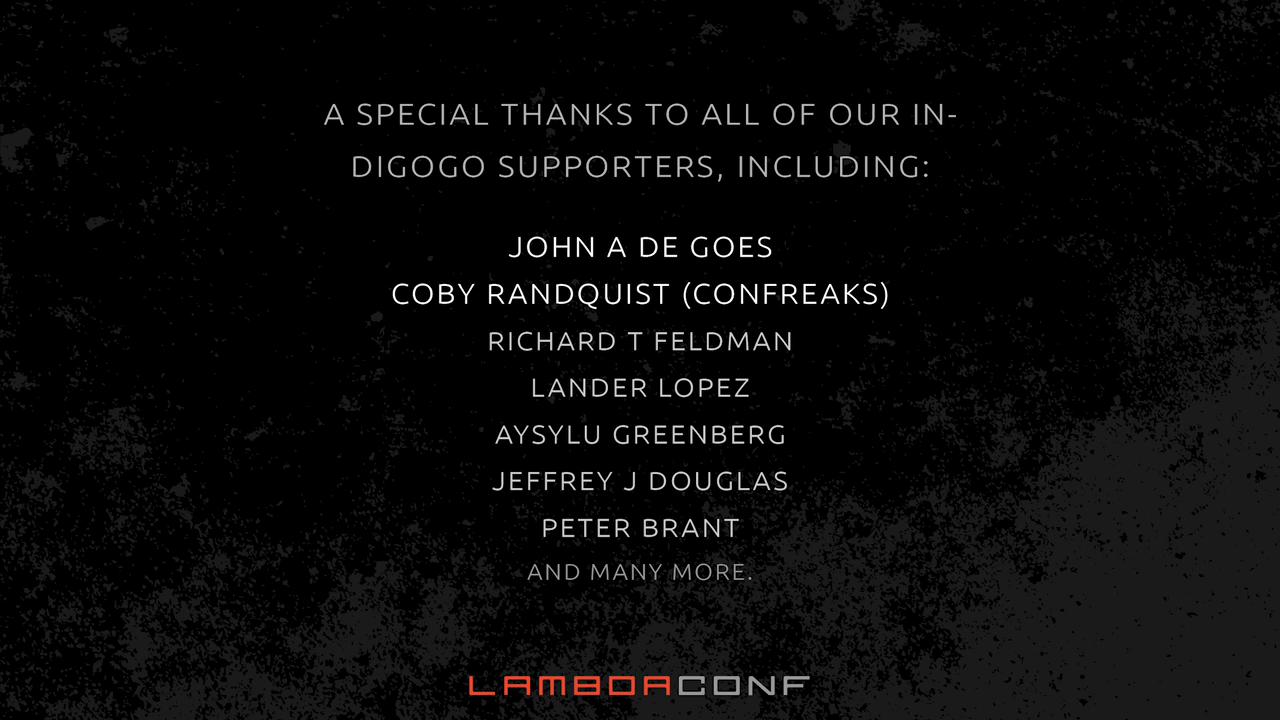 A SPECIAL THANKS TO ALL OF OUR IN-
DIGOGO SUPPORTERS, INCLUDING:
JOHN A DE GOES
COBY RANDQUIST (CONFREAKS)
RICHARD T FELDMAN
LANDER LOPEZ
AYSYLU GREENBERG
JEFFREY J DOUGLAS
PETER BRANT
AND MANY MORE.
LAMBDACONF